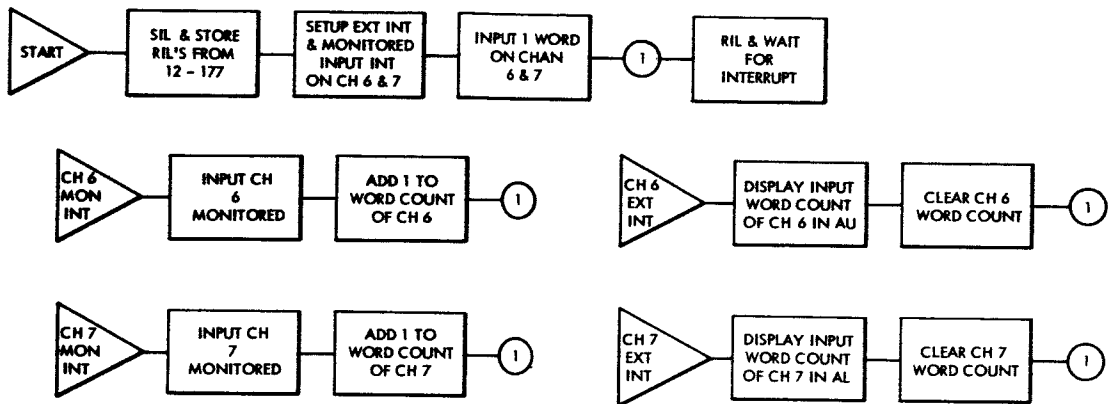 START
SIL & STORE
RIL'S FROM
12 – 177
SETUP EXT INT
& MONITORED
INPUT INT
ON CH 6 & 7
INPUT 1 WORD
ON CHAN
6 & 7
1
RIL & WAIT
FOR
INTERRUPT
CH 6
MON
INT
INPUT CH
6
MONITORED
ADD 1 TO
WORD COUNT
OF CH 6
1
CH 6
EXT
INT
DISPLAY INPUT
WORD COUNT
OF CH 6 IN AU
CLEAR CH 6
WORD COUNT
1
CH 7
MON
INT
INPUT CH
7
MONITORED
ADD 1 TO
WORD COUNT
OF CH 7
1
CH 7
EXT
INT
DISPLAY INPUT
WORD COUNT
OF CH 7 IN AL
CLEAR CH 7
WORD COUNT
1